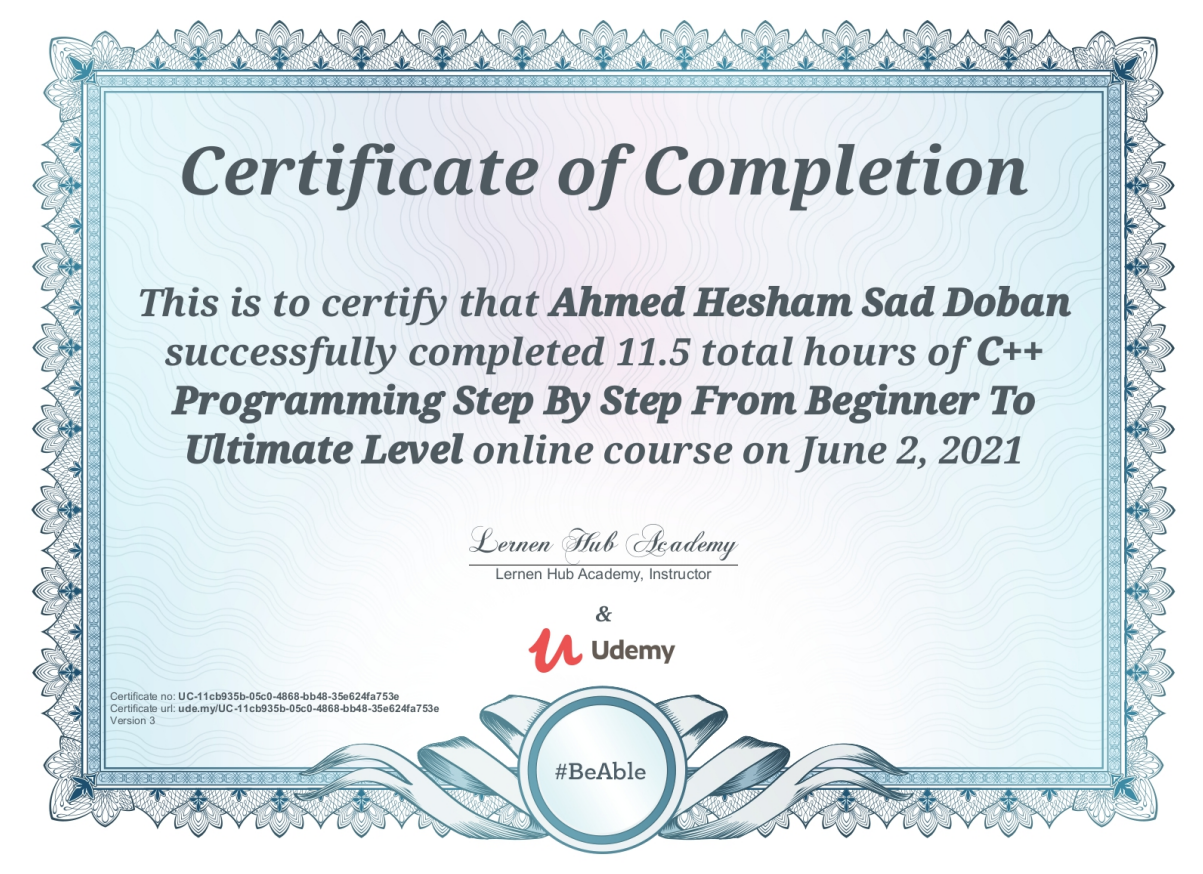 Certificate of Completion
This is to certify that Ahmed Hesham Sad Doban
successfully completed 11.5 total hours of C++
Programming Step By Step From Beginner To
Ultimate Level online course on June 2, 2021
Lernen Hub Academy
Lernen Hub Academy, Instructor
&
Udemy
Certificate no: UC-11cb935b-05c0-4868-bb48-35e624fa753e
Certificate url: ude.my/UC-11cb935b-05c0-4868-bb48-35e624fa753e
Version 3
#BeAble